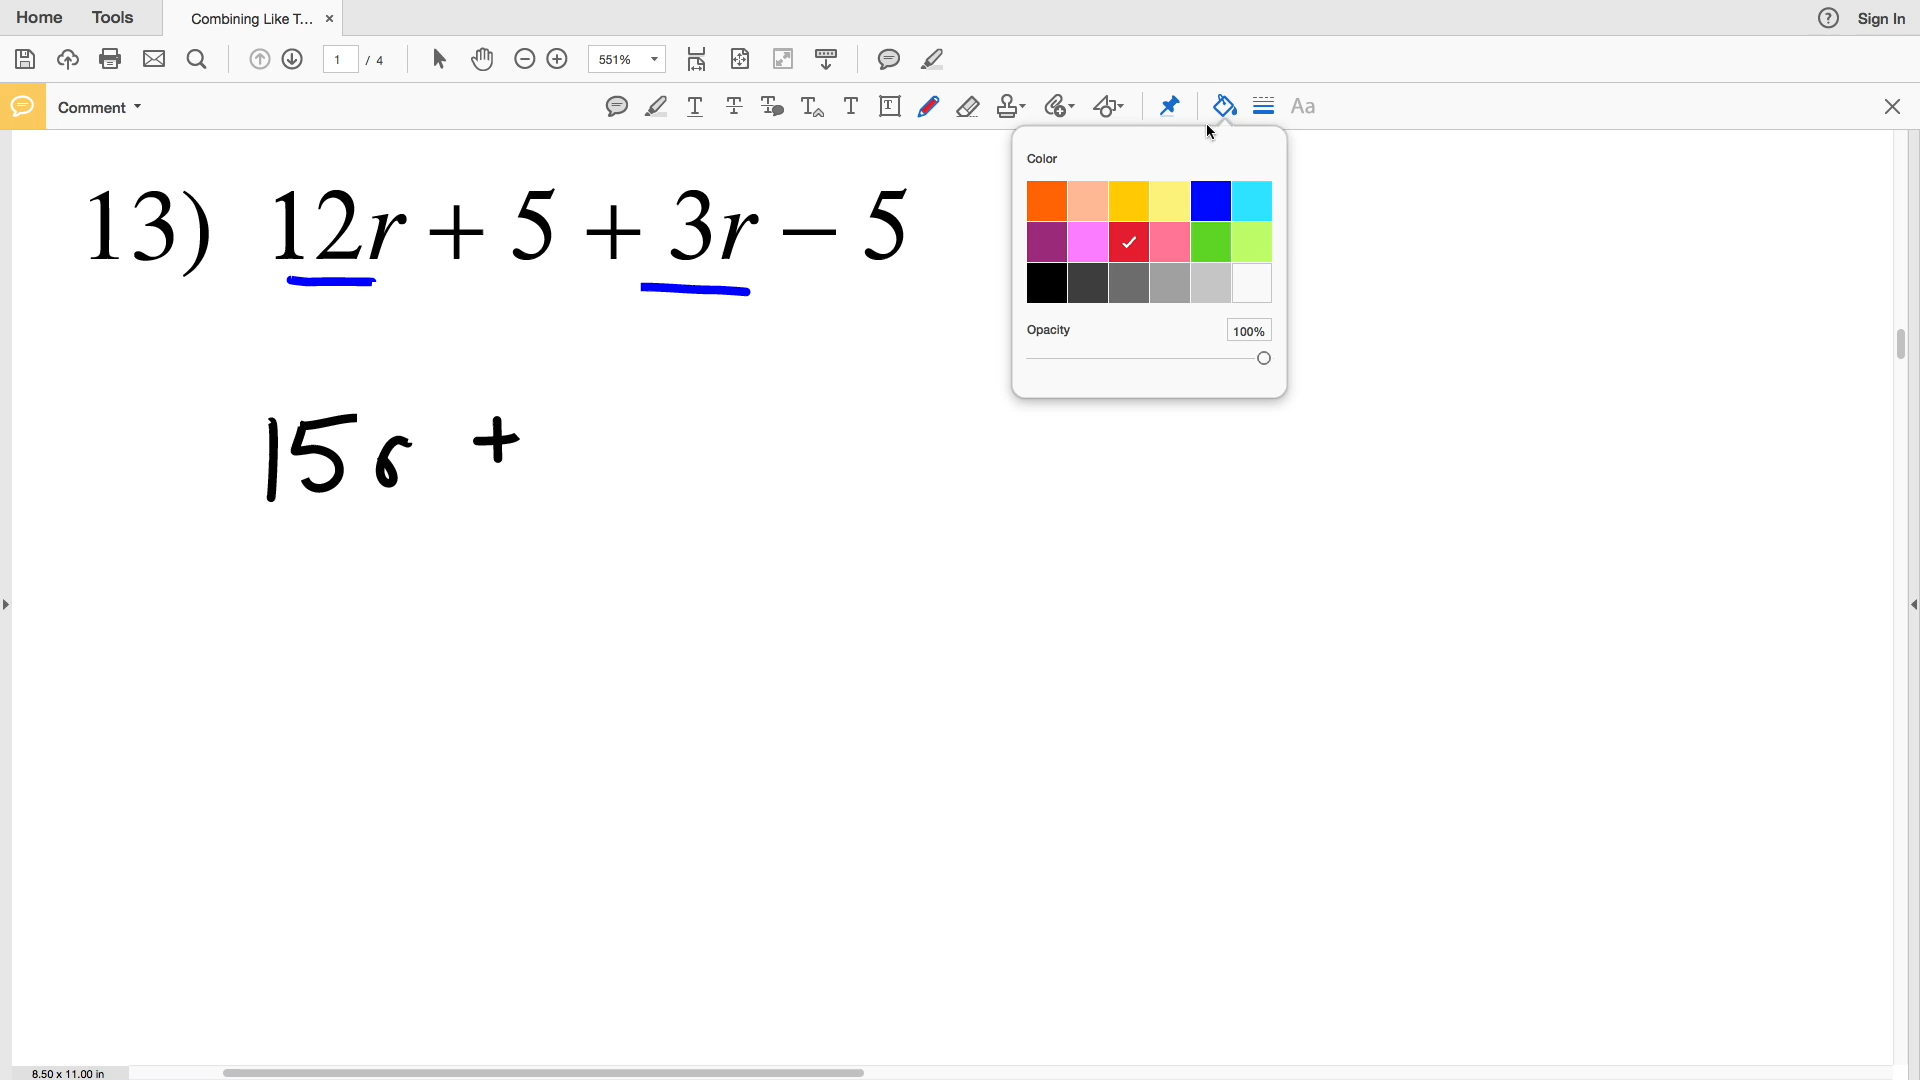 Home Tools Combining Like T... × ? Sign In
1 / 4 551%
Comment T T T T T T Aa
Color
13) 12r + 5 + 3r − 5
Opacity 100%
15r +
8.50 x 11.00 in